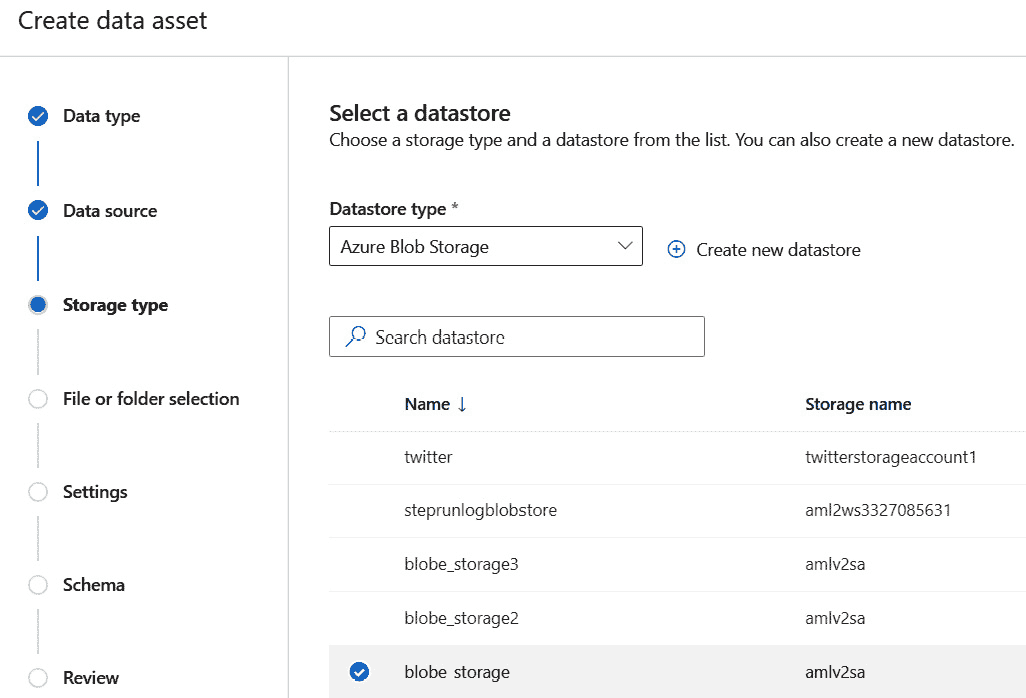 Create data asset
Data type
Data source
Storage type
File or folder selection
Settings
Schema
Review
Select a datastore
Choose a storage type and a datastore from the list. You can also create a new datastore.
Datastore type *
Azure Blob Storage
Create new datastore
Search datastore
Name ↓ Storage name
twitter twitterstorageaccount1
steprunlogblobstore aml2ws3327085631
blobe_storage3 amlv2sa
blobe_storage2 amlv2sa
blobe storage amlv2sa